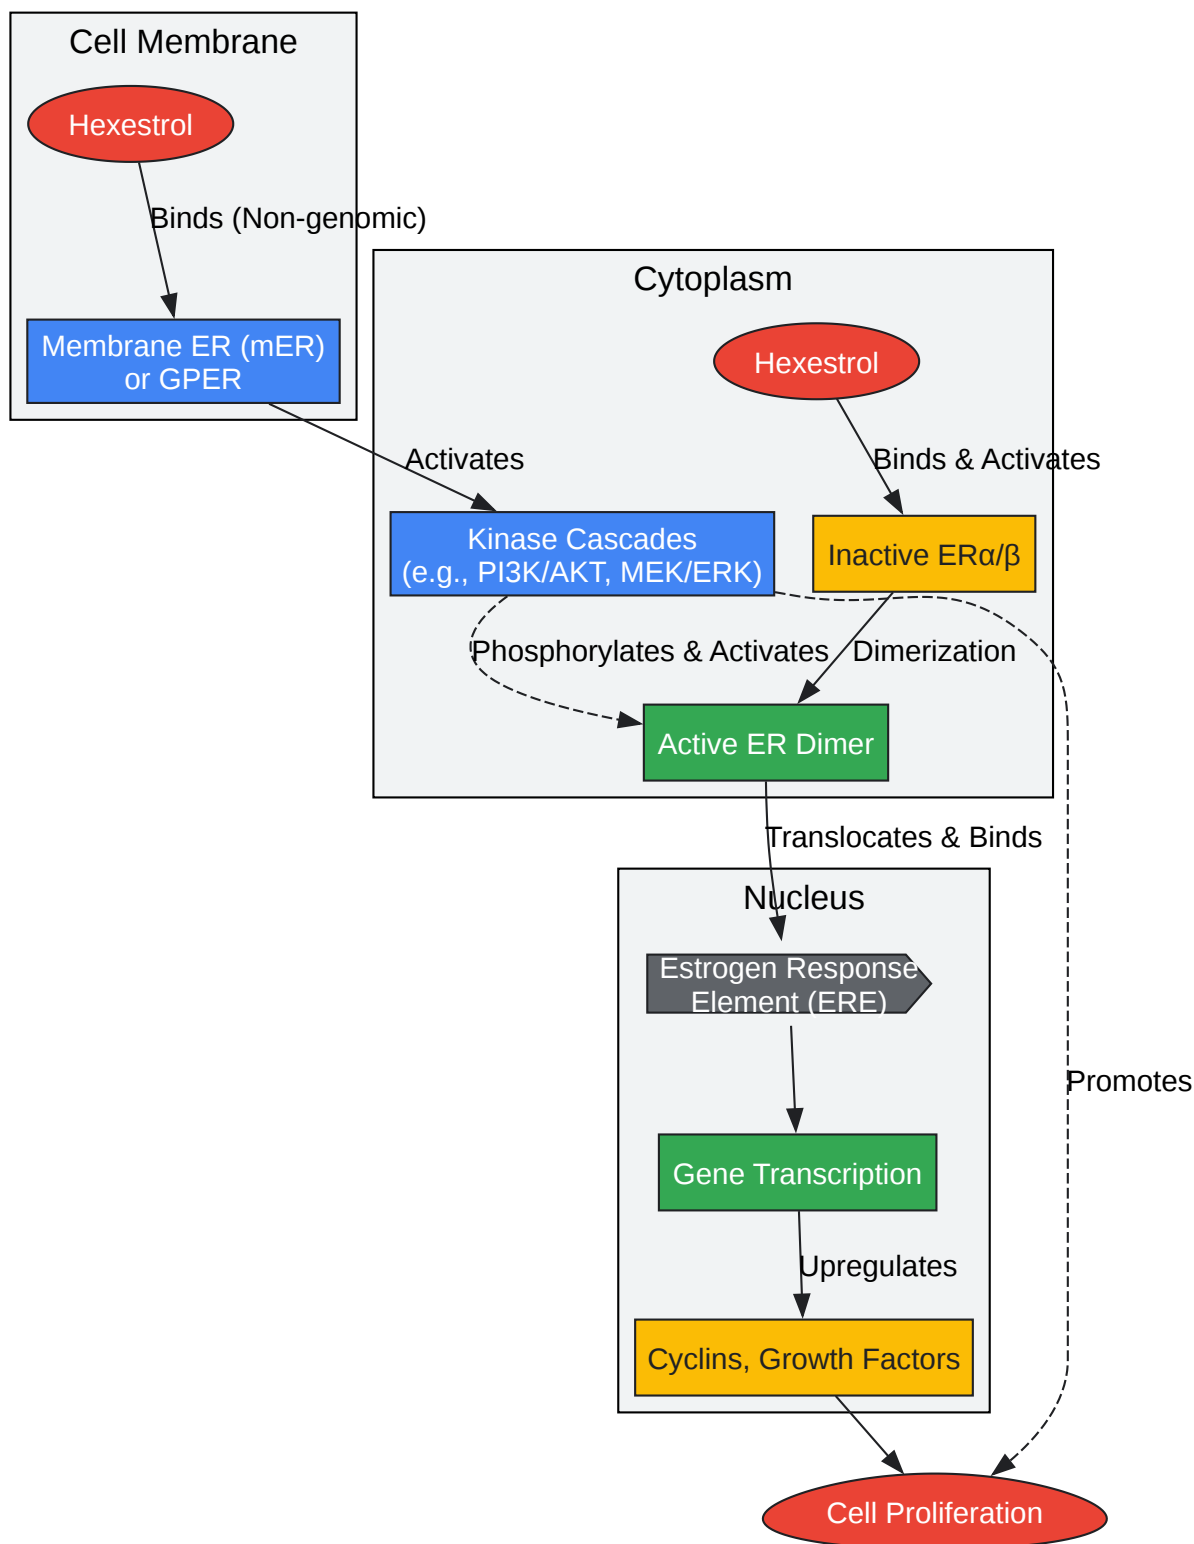 Cell Membrane
Hexestrol
Binds (Non-genomic)
Membrane ER (mER)
or GPER
Cytoplasm
Hexestrol
Activates
Binds & Activates
Kinase Cascades
(e.g., PI3K/AKT, MEK/ERK)
Inactive ERα/β
Phosphorylates & Activates
Dimerization
Active ER Dimer
Translocates & Binds
Nucleus
Estrogen Response
Element (ERE)
Promotes
Gene Transcription
Upregulates
Cyclins, Growth Factors
Cell Proliferation